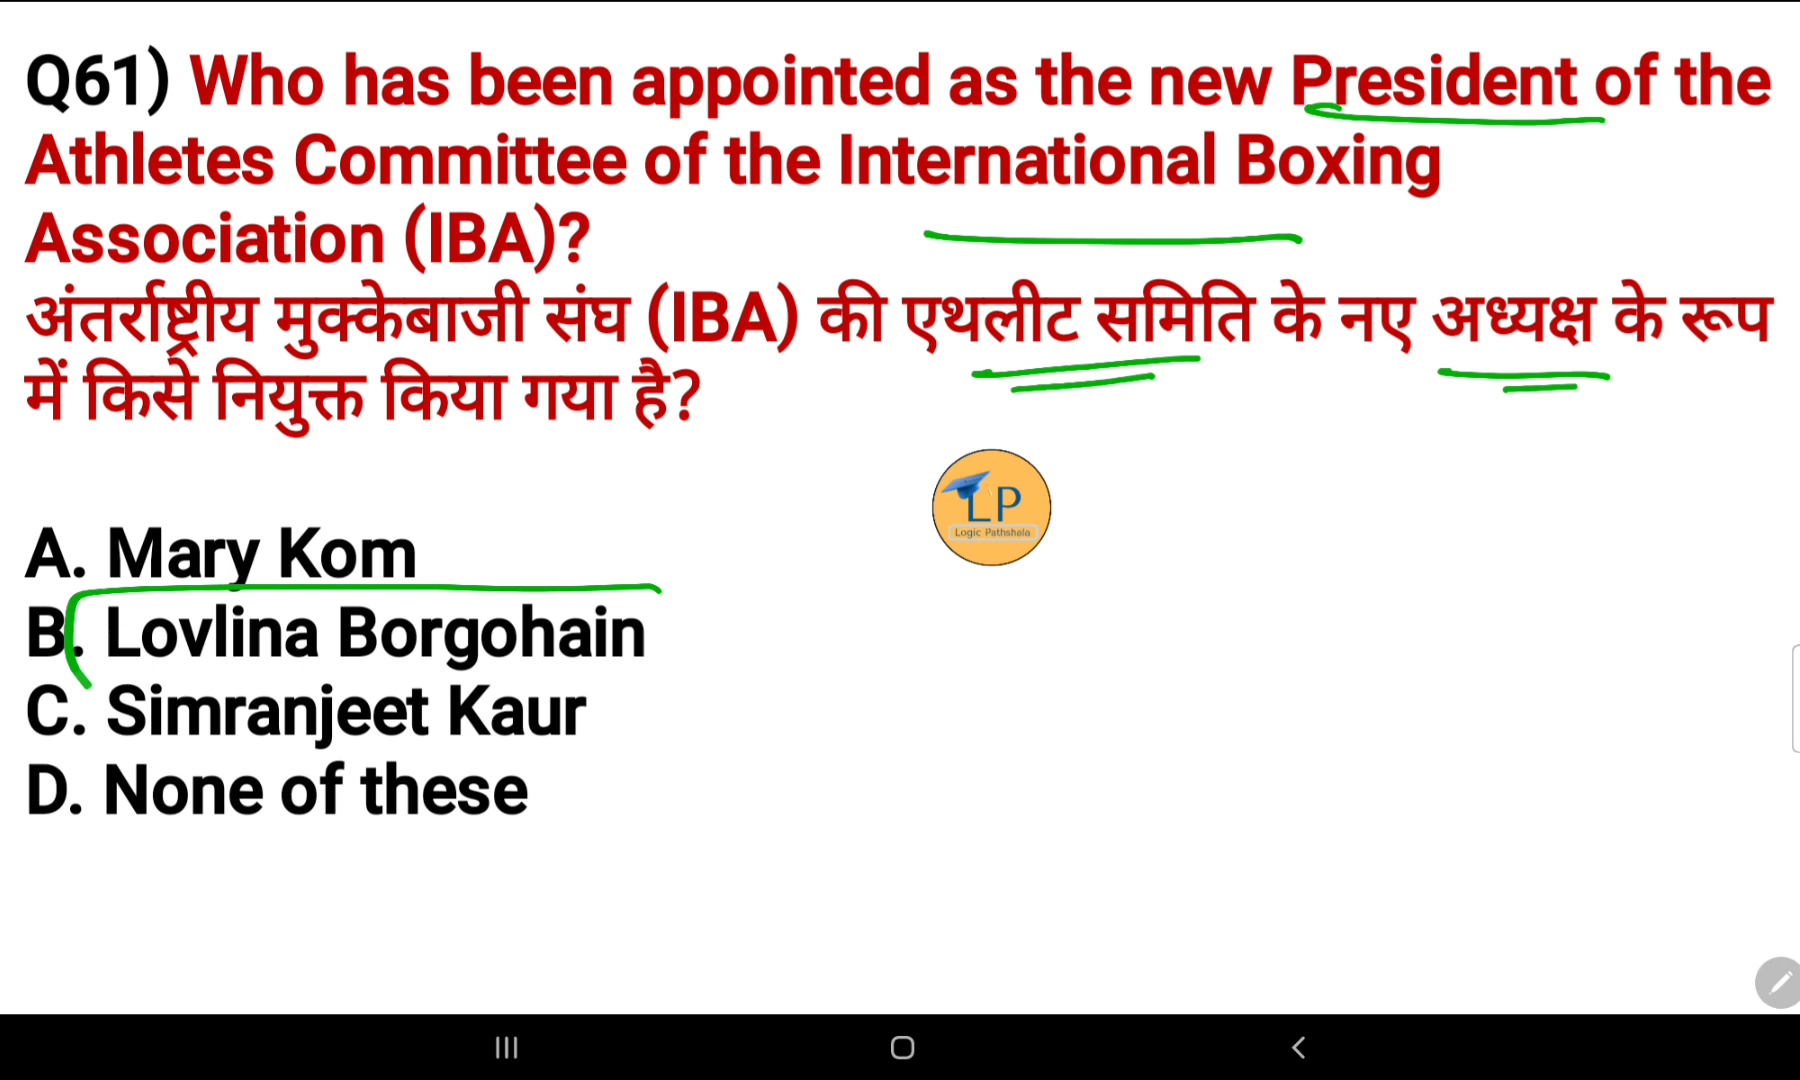 Q61) Who has been appointed as the new President of the
Athletes Committee of the International Boxing
Association (IBA)?
अंतर्राष्ट्रीय मुक्केबाजी संघ (IBA) की एथलीट समिति के नए अध्यक्ष के रूप
में किसे नियुक्त किया गया है?
LP
Logic Pathshala
A. Mary Kom
B. Lovlina Borgohain
C. Simranjeet Kaur
D. None of these